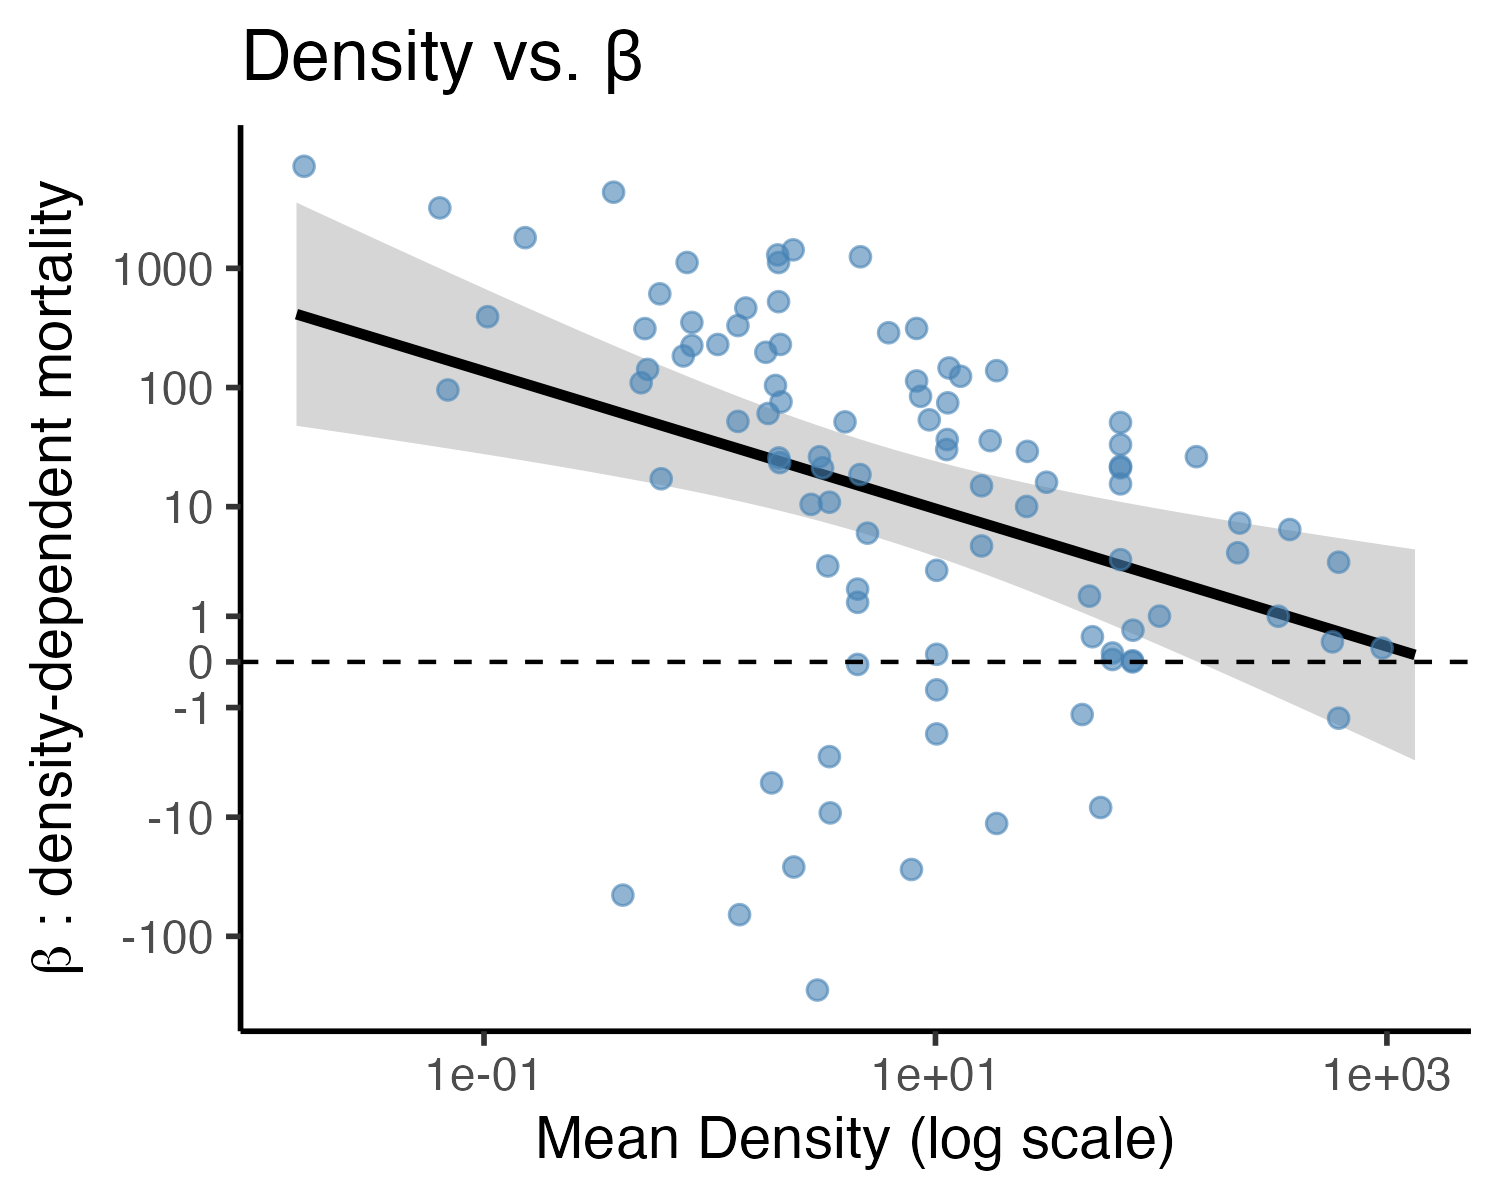 Density vs. β
β : density-dependent mortality
1000
100
10
1
0
-1
-10
-100
1e-01
1e+01
1e+03
Mean Density (log scale)